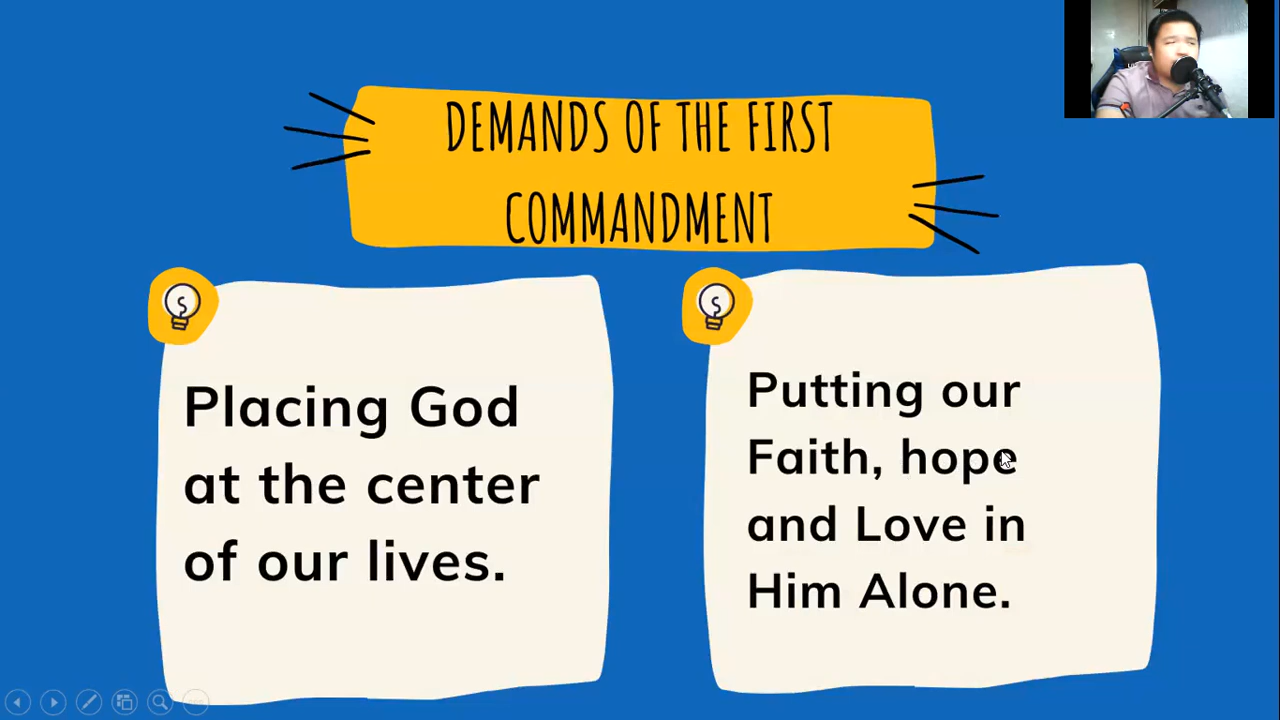 DEMANDS OF THE FIRST
COMMANDMENT
Placing God
at the center
of our lives.
Putting our
Faith, hope
and Love in
Him Alone.